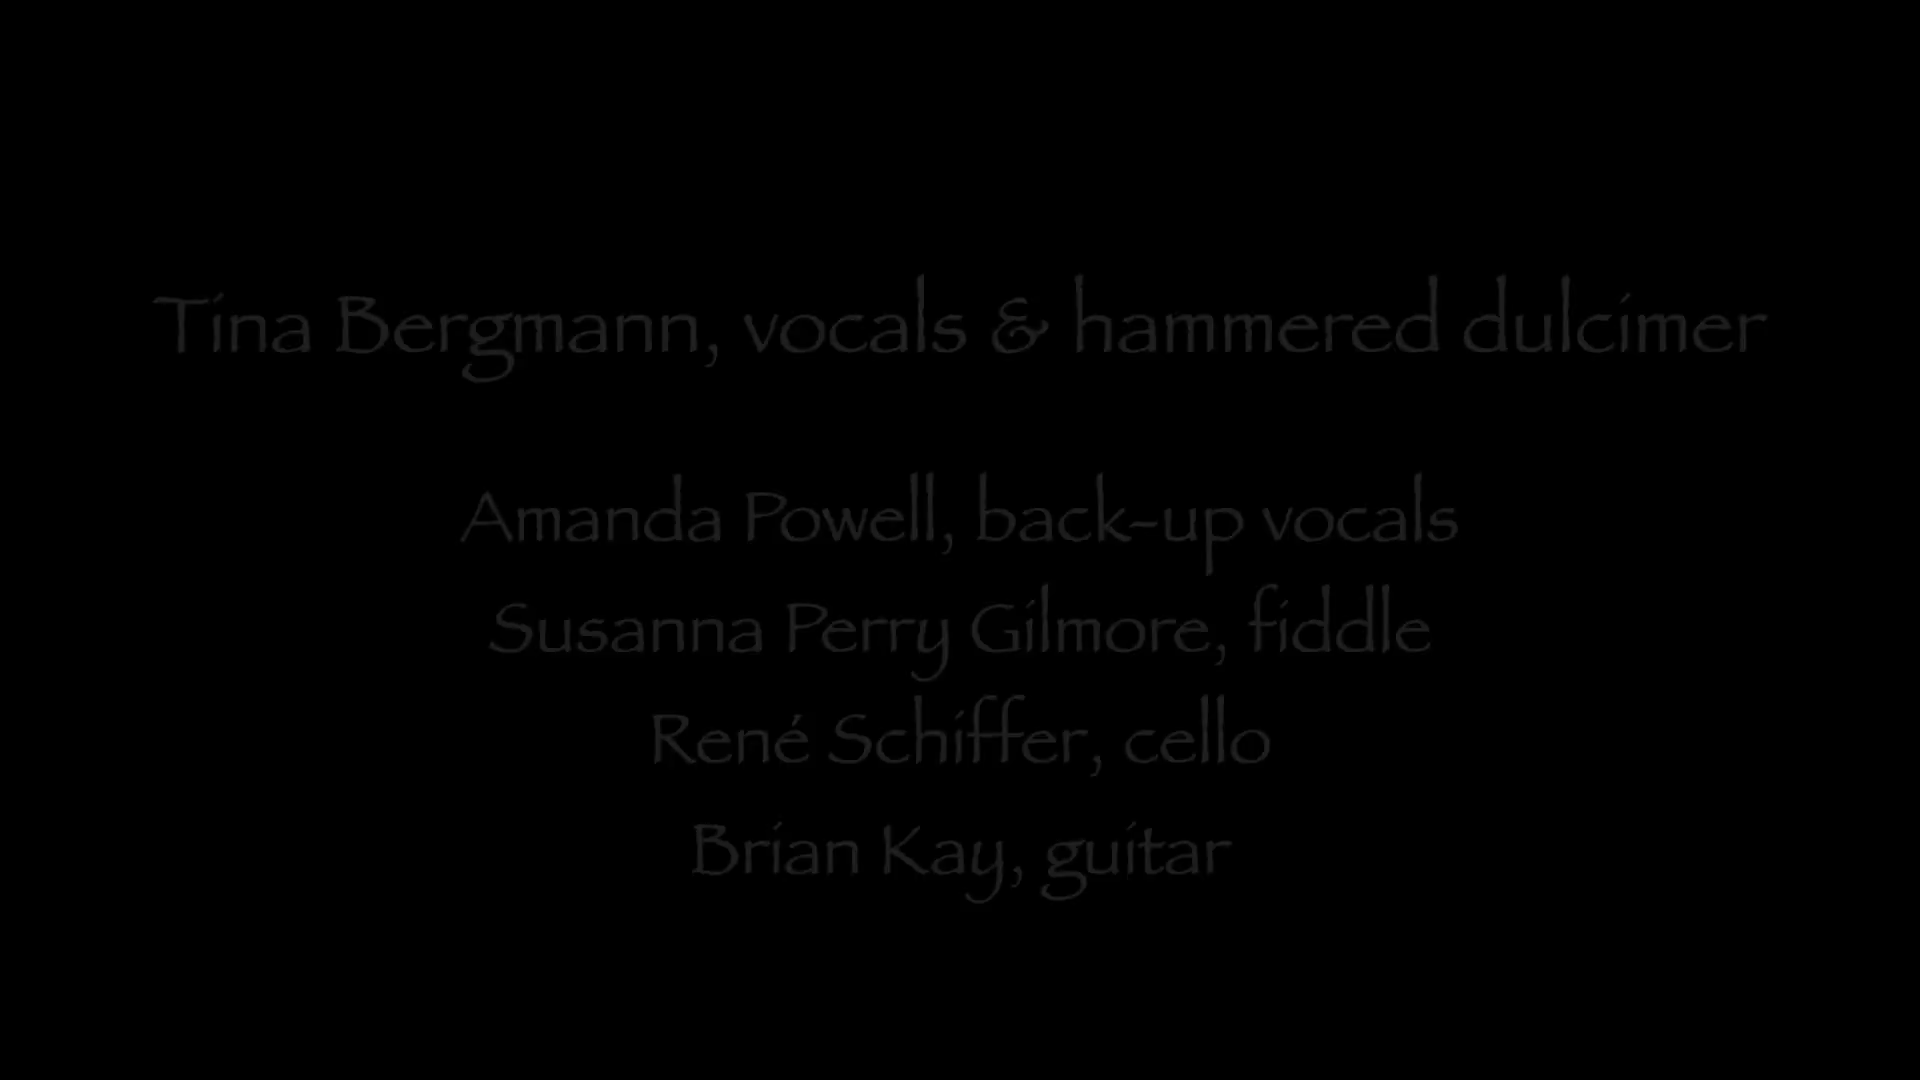 Tina Bergmann, vocals & hammered dulcimer
Amanda Powell, back-up vocals
Susanna Perry Gilmore, fiddle
René Schiffer, cello
Brian Kay, guitar